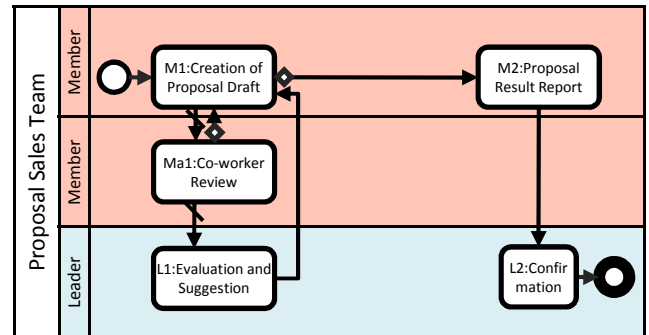 Proposal Sales Team
Member
M1:Creation of
Proposal Draft
M2:Proposal
Result Report
Member
Ma1:Co-worker
Review
Leader
L1:Evaluation and
Suggestion
L2:Confir
mation